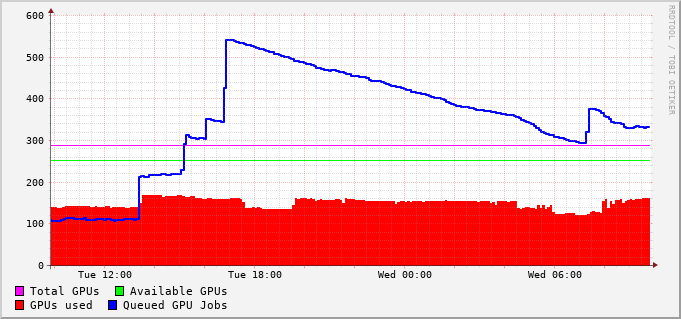 600
500
400
300
200
100
0
Tue 12:00 Tue 18:00 Wed 00:00 Wed 06:00
Total GPUs Available GPUs
GPUs used Queued GPU Jobs
RRDTOOL / TOBI OETIKER